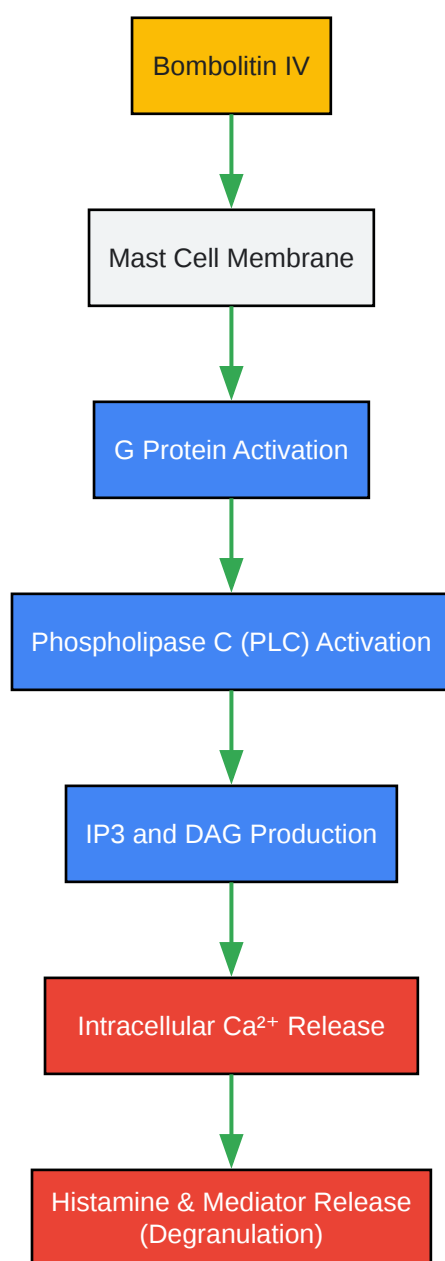 Bombolitin IV
Mast Cell Membrane
G Protein Activation
Phospholipase C (PLC) Activation
IP3 and DAG Production
Intracellular Ca²⁺ Release
Histamine & Mediator Release
(Degranulation)